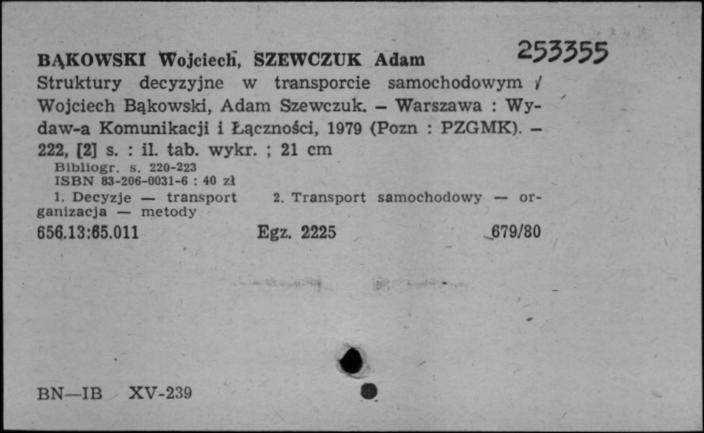 253355
BĄKOWSKI Wojciech, SZEWCZUK Adam
Struktury decyzyjne w transporcie samochodowym /
Wojciech Bąkowski, Adam Szewczuk. — Warszawa : Wy-
daw-a Komunikacji i Łączności, 1979 (Pozn : PZGMK). —
222, [2] s. : il. tab. wykr. ; 21 cm
Bibliogr. s. 220-223
ISBN 83-206-0031-6 : 40 zł
1. Decyzje — transport 2. Transport samochodowy — or-
ganizacja — metody
656.13:65.011 Egz. 2225 679/80
BN—IB XV-239